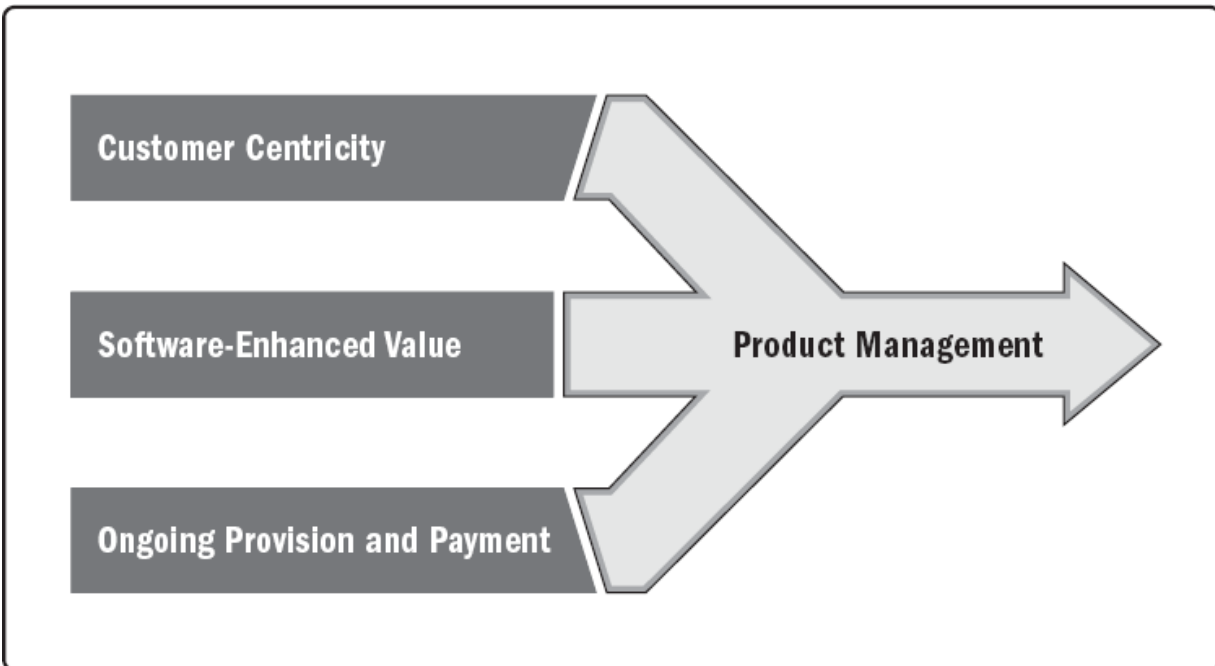 Customer Centricity
Software-Enhanced Value
Product Management
Ongoing Provision and Payment